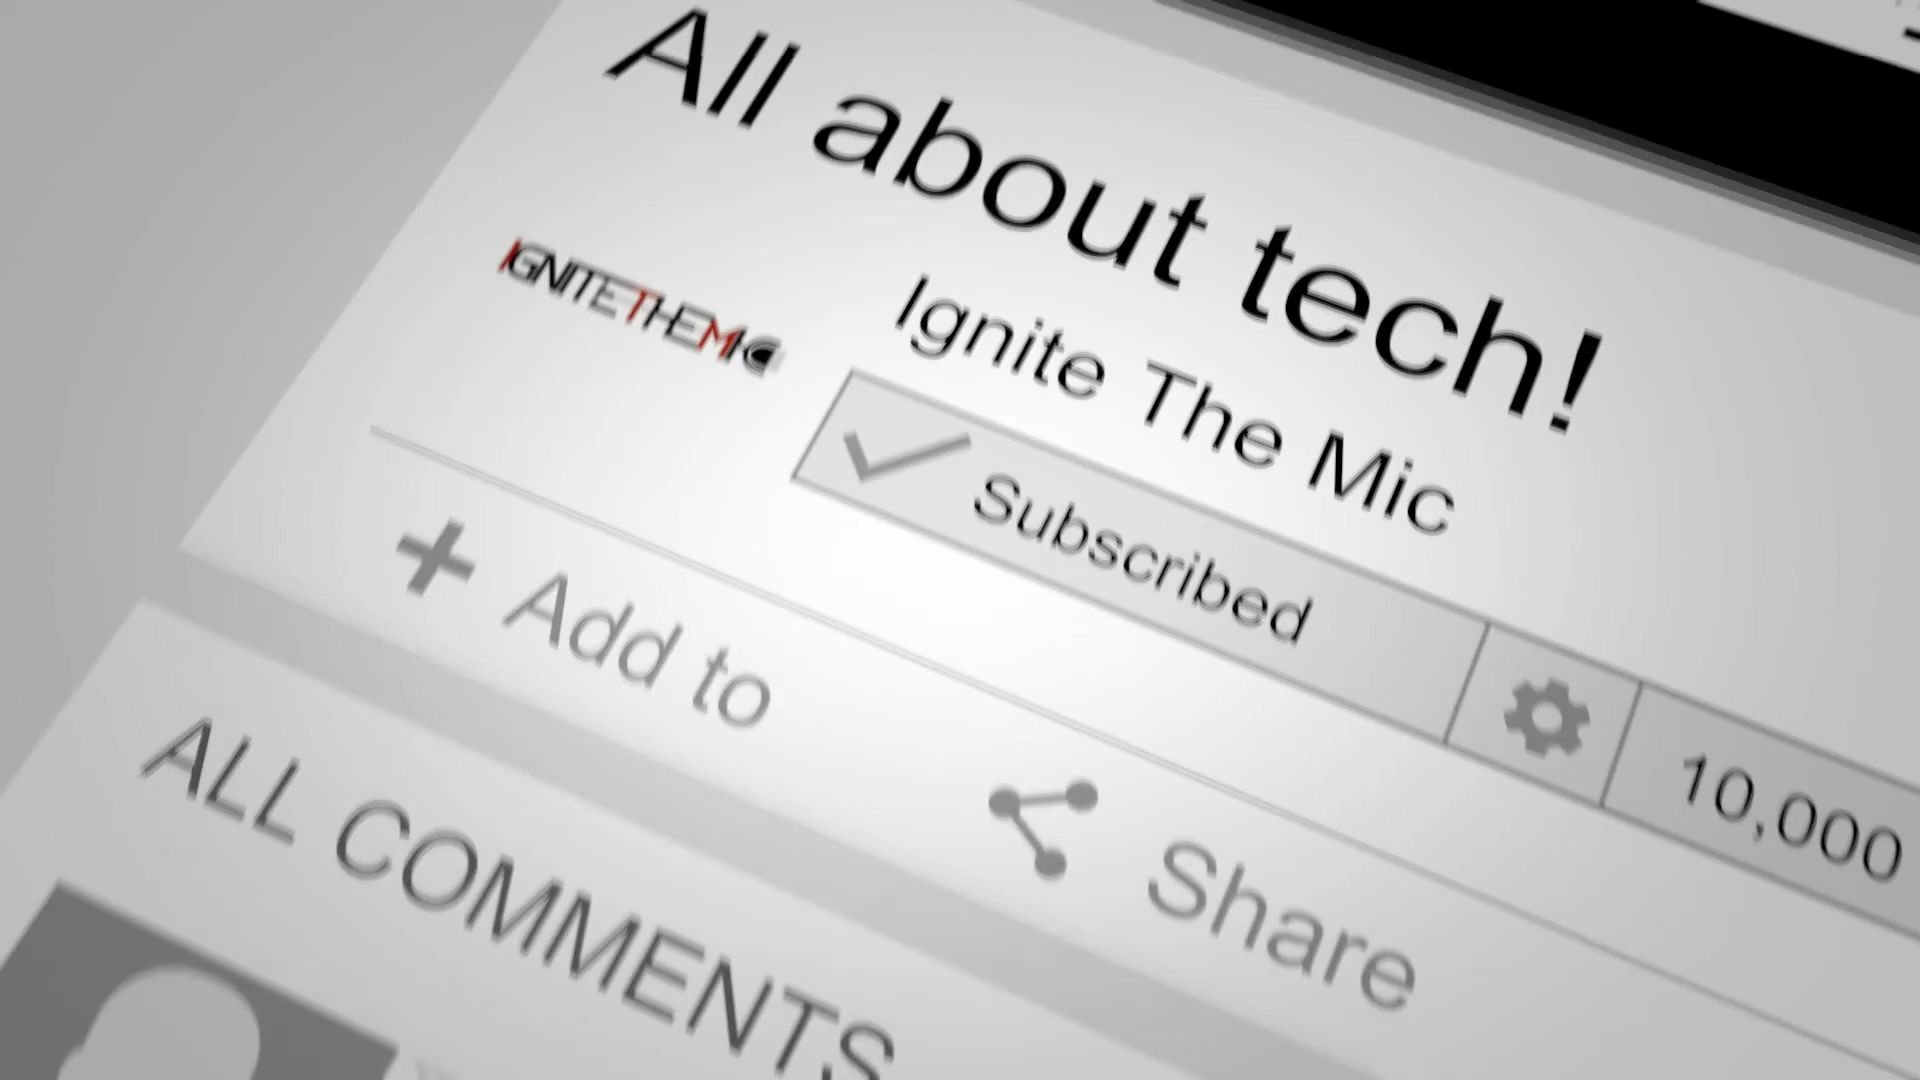 All about tech!
IGNITETHEMIC
Ignite The Mic
Subscribed
10,000
Add to
Share
ALL COMMENTS